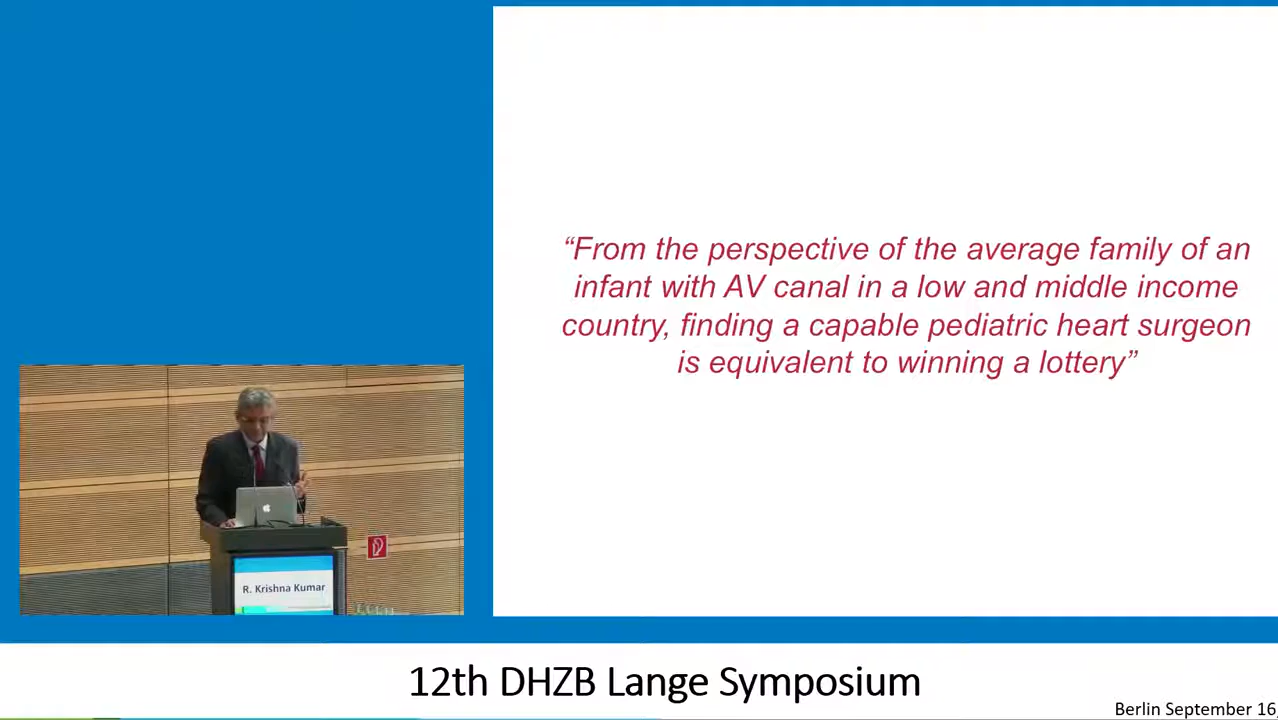 “From the perspective of the average family of an
infant with AV canal in a low and middle income
country, finding a capable pediatric heart surgeon
is equivalent to winning a lottery”
R. Krishna Kumar
12th DHZB Lange Symposium
Berlin September 16,